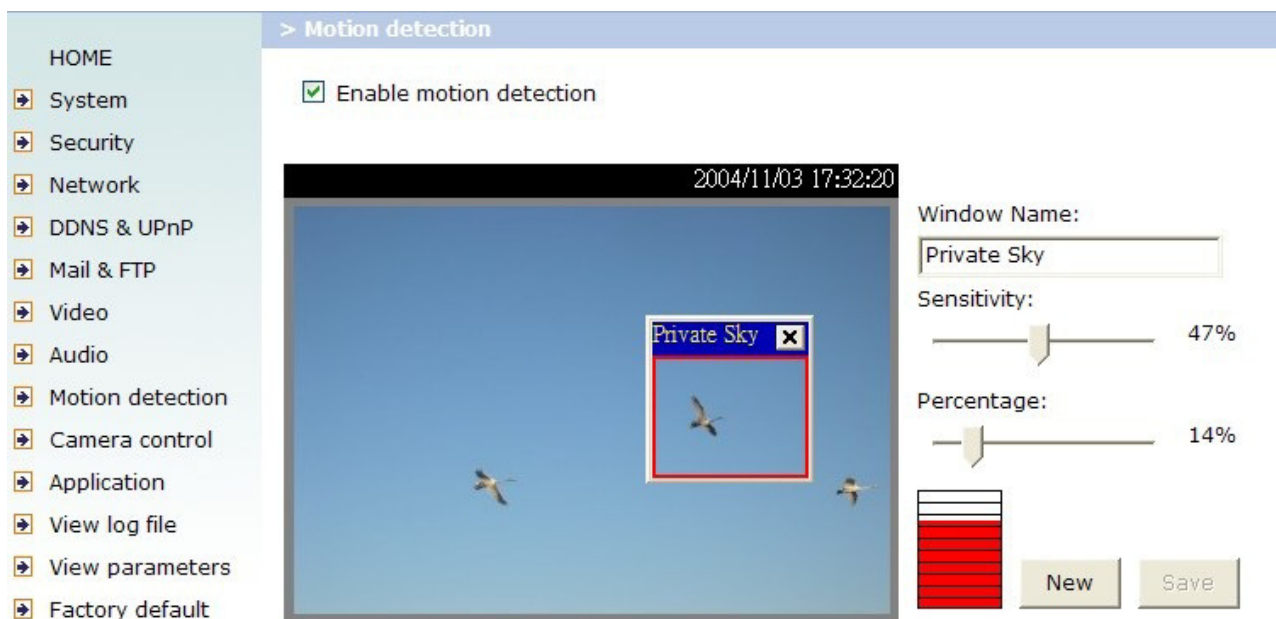 > Motion detection
HOME
System
Security
Network
DDNS & UPnP
Mail & FTP
Video
Audio
Motion detection
Camera control
Application
View log file
View parameters
Factory default
Enable motion detection
2004/11/03 17:32:20
Private Sky
Window Name:
Private Sky
Sensitivity:
47%
Percentage:
14%
New
Save